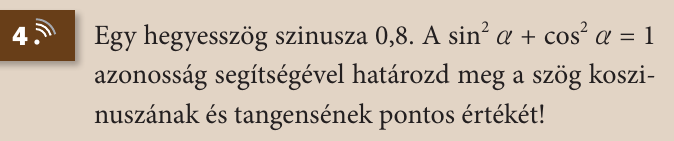 4. Egy hegyesszög szinusza 0,8. A sin² α + cos² α = 1
azonosság segítségével határozd meg a szög koszi-
nuszának és tangensének pontos értékét!